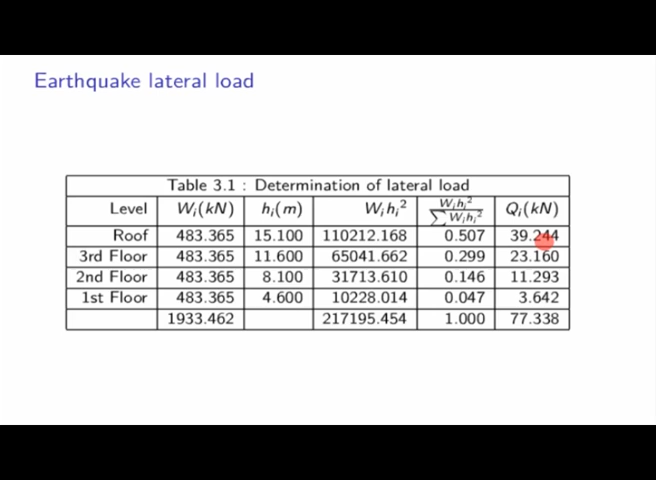 Earthquake lateral load
Table 3.1 : Determination of lateral load
Level Wᵢ(kN) hᵢ(m) Wᵢhᵢ² Wᵢhᵢ²/∑Wᵢhᵢ² Qᵢ(kN)
Roof 483.365 15.100 110212.168 0.507 39.244
3rd Floor 483.365 11.600 65041.662 0.299 23.160
2nd Floor 483.365 8.100 31713.610 0.146 11.293
1st Floor 483.365 4.600 10228.014 0.047 3.642
1933.462 217195.454 1.000 77.338